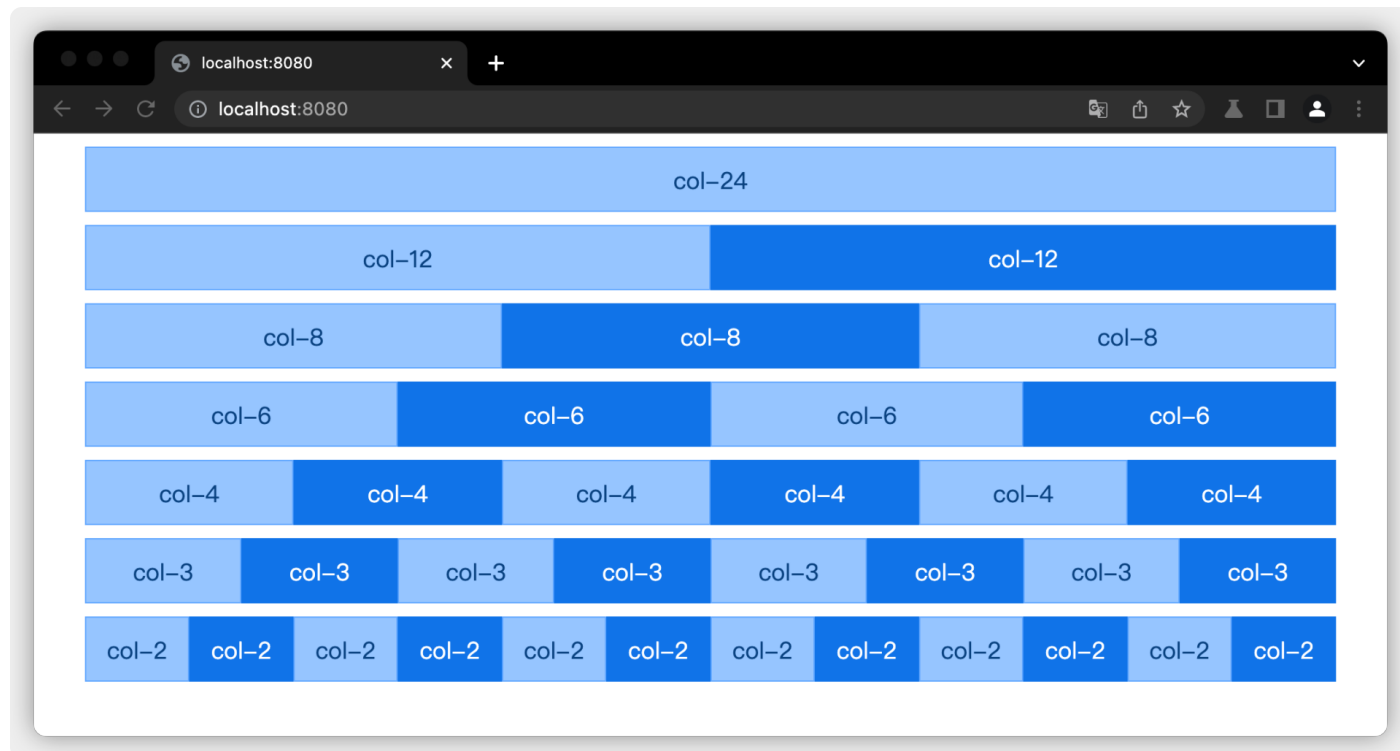 localhost:8080
localhost:8080
col–24
col–12 col–12
col–8 col–8 col–8
col–6 col–6 col–6 col–6
col–4 col–4 col–4 col–4 col–4 col–4
col–3 col–3 col–3 col–3 col–3 col–3 col–3 col–3
col–2 col–2 col–2 col–2 col–2 col–2 col–2 col–2 col–2 col–2 col–2 col–2